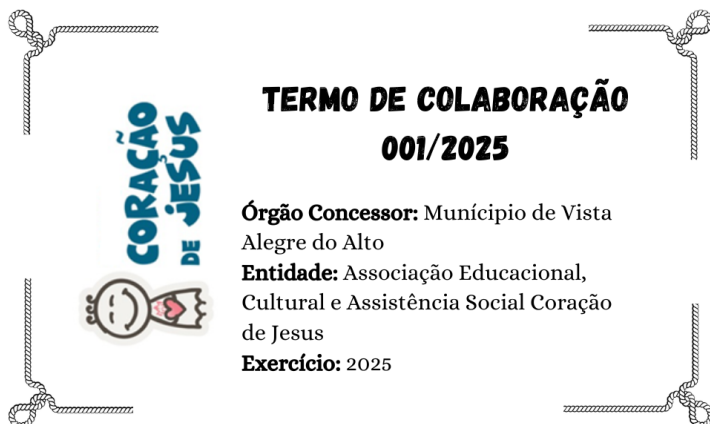 CORAÇÃO
DE JESUS
TERMO DE COLABORAÇÃO
001/2025
Órgão Concessor: Munícipio de Vista
Alegre do Alto
Entidade: Associação Educacional,
Cultural e Assistência Social Coração
de Jesus
Exercício: 2025